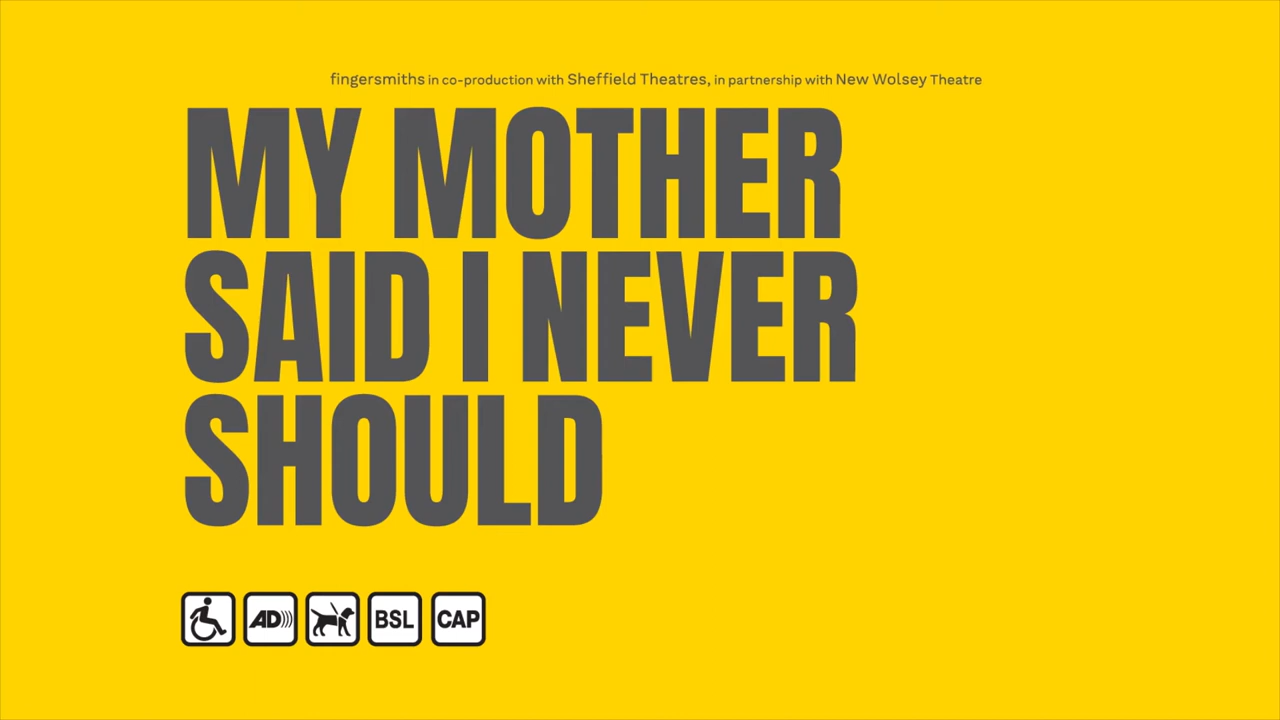 fingersmiths in co-production with Sheffield Theatres, in partnership with New Wolsey Theatre
MY MOTHER
SAID I NEVER
SHOULD
AD BSL CAP